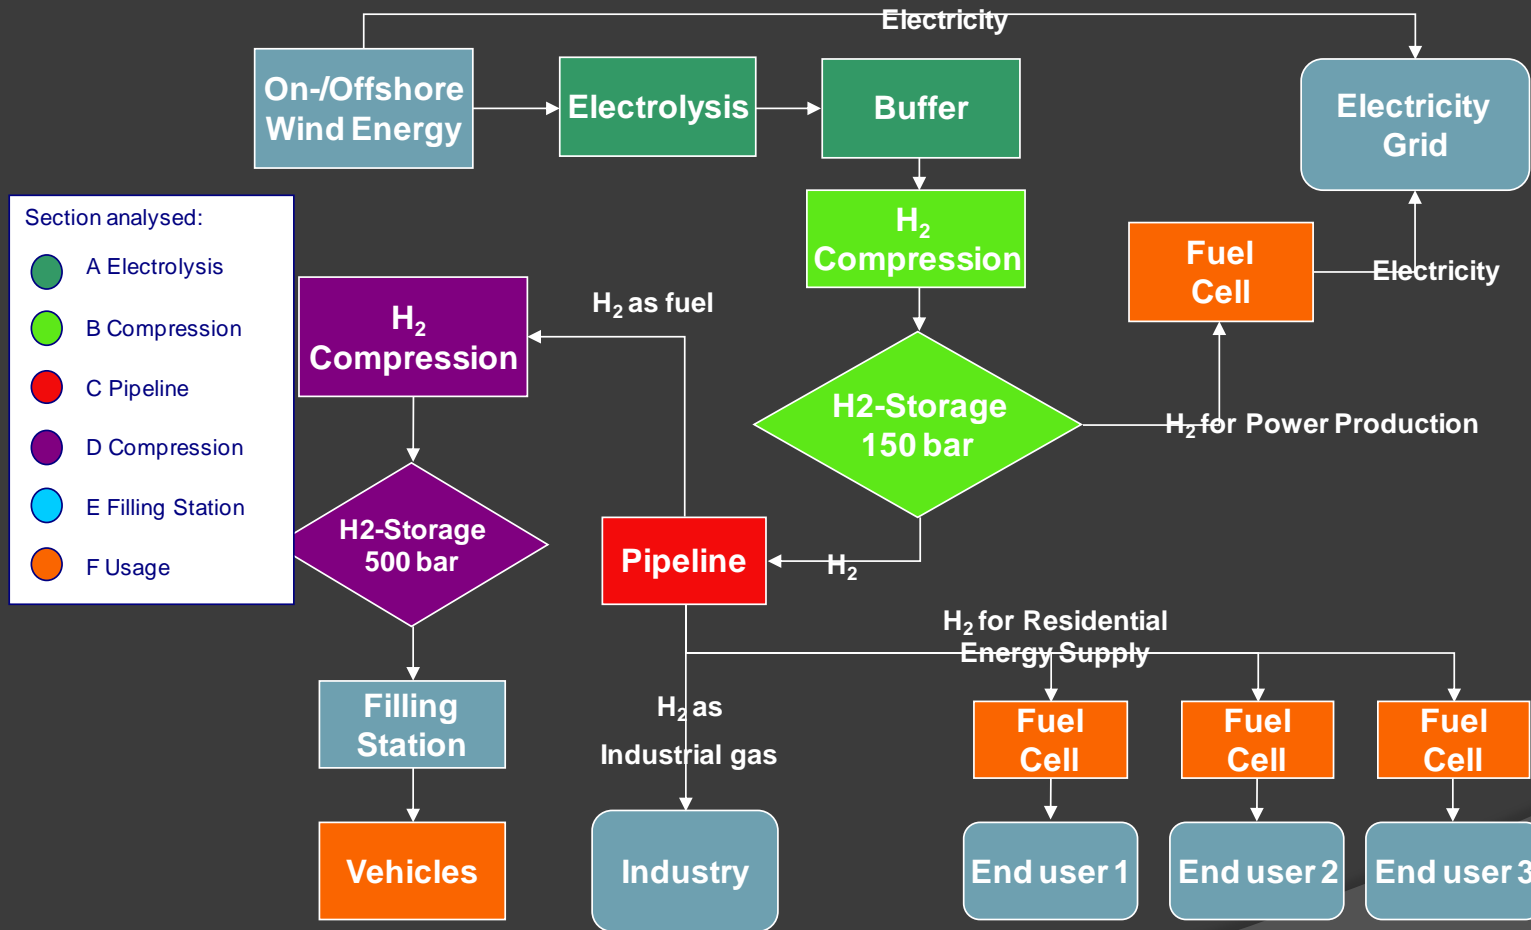 Electricity
On-/Offshore
Wind Energy
Electrolysis
Buffer
Electricity
Grid
Section analysed:
A Electrolysis
B Compression
C Pipeline
D Compression
E Filling Station
F Usage
H₂
Compression
Fuel
Cell
Electricity
H₂ as fuel
H₂
Compression
H2-Storage
150 bar
H₂ for Power Production
H2-Storage
500 bar
Pipeline
H₂
H₂ for Residential
Energy Supply
Filling
Station
H₂ as
Industrial gas
Fuel
Cell
Fuel
Cell
Fuel
Cell
Vehicles
Industry
End user 1
End user 2
End user 3